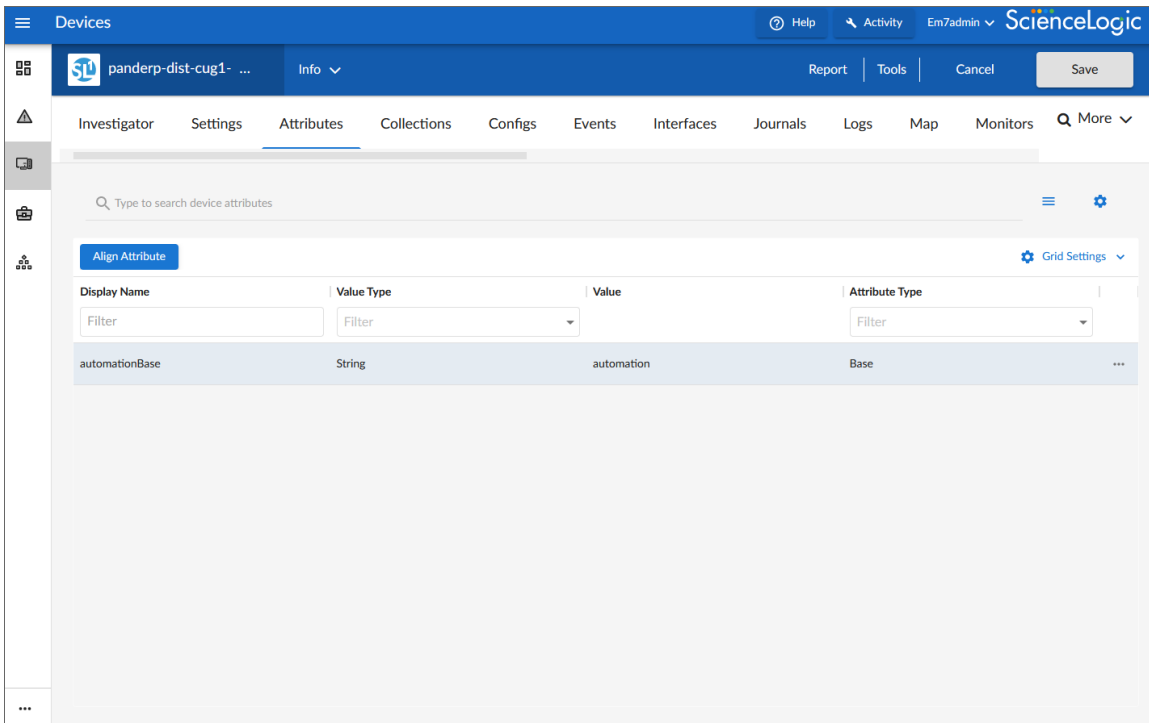 Devices Help Activity Em7admin ScienceLogic
SL1 panderp-dist-cug1- ... Info Report Tools Cancel Save
Investigator Settings Attributes Collections Configs Events Interfaces Journals Logs Map Monitors More
Type to search device attributes
Align Attribute Grid Settings
Display Name Value Type Value Attribute Type
Filter Filter Filter
automationBase String automation Base